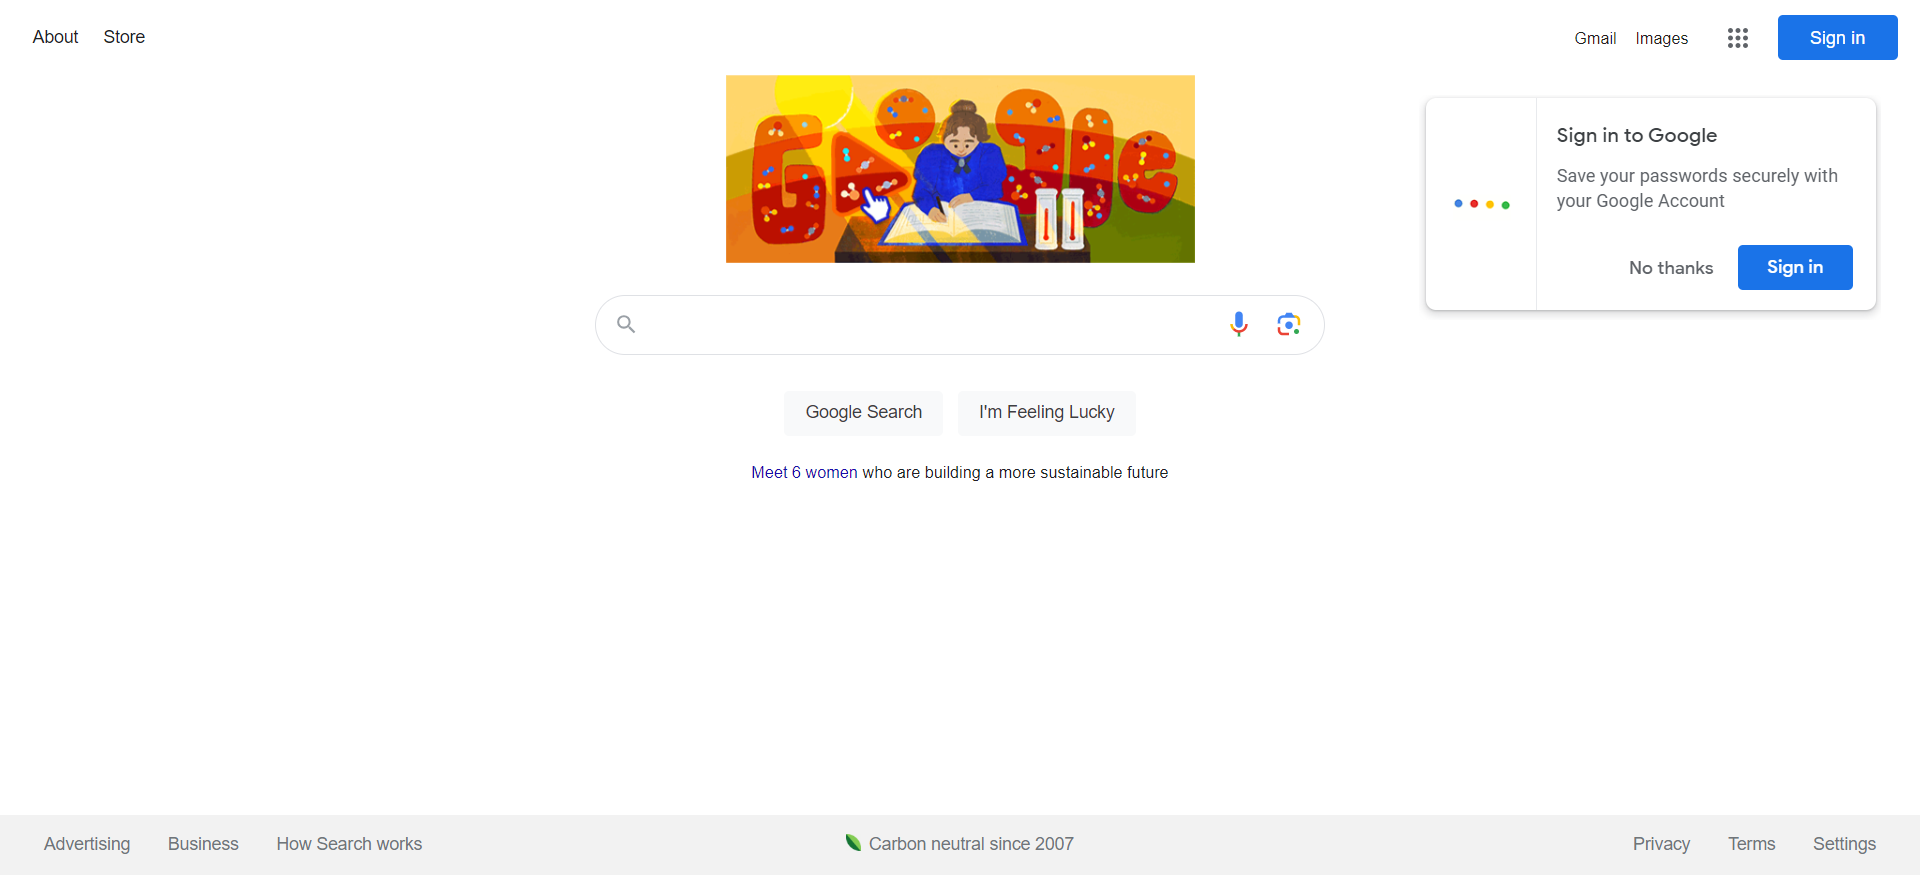 About Store
Gmail Images Sign in
Google
Sign in to Google
Save your passwords securely with
your Google Account
No thanks Sign in
Google Search I'm Feeling Lucky
Meet 6 women who are building a more sustainable future
Advertising Business How Search works
Carbon neutral since 2007
Privacy Terms Settings